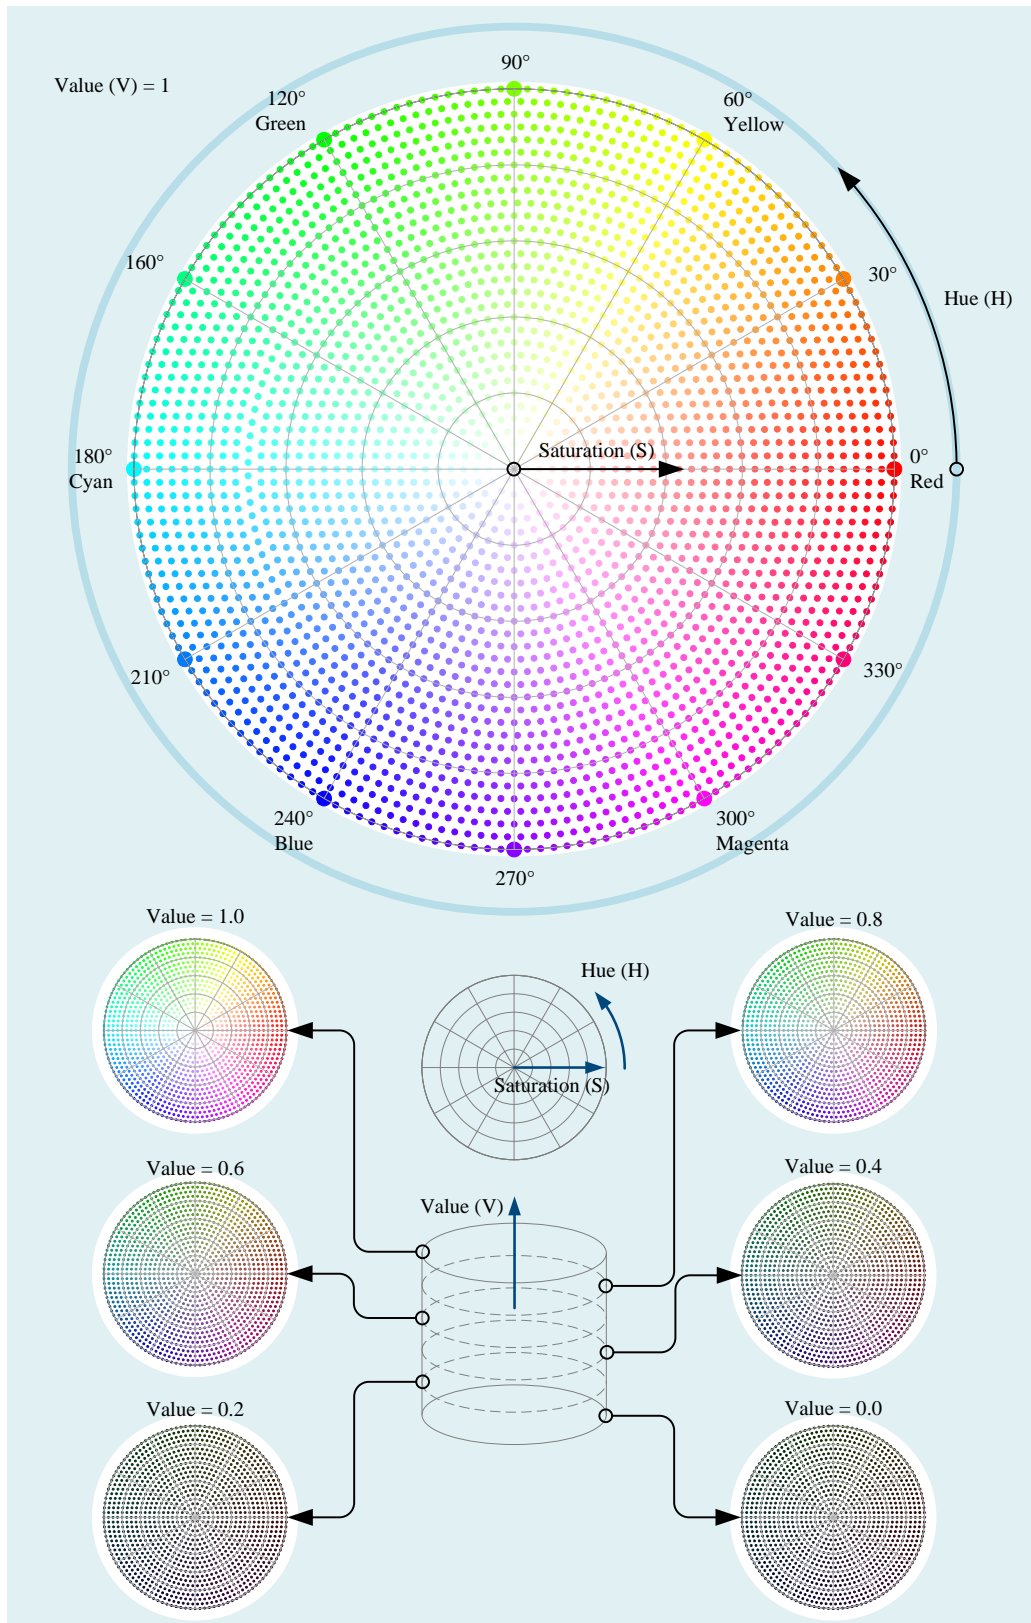 Value (V) = 1
90°
120°
Green
60°
Yellow
160°
30°
Hue (H)
Saturation (S)
180°
Cyan
0°
Red
210°
330°
240°
Blue
300°
Magenta
270°
Value = 1.0
Value = 0.8
Hue (H)
Saturation (S)
Value = 0.6
Value = 0.4
Value (V)
Value = 0.2
Value = 0.0